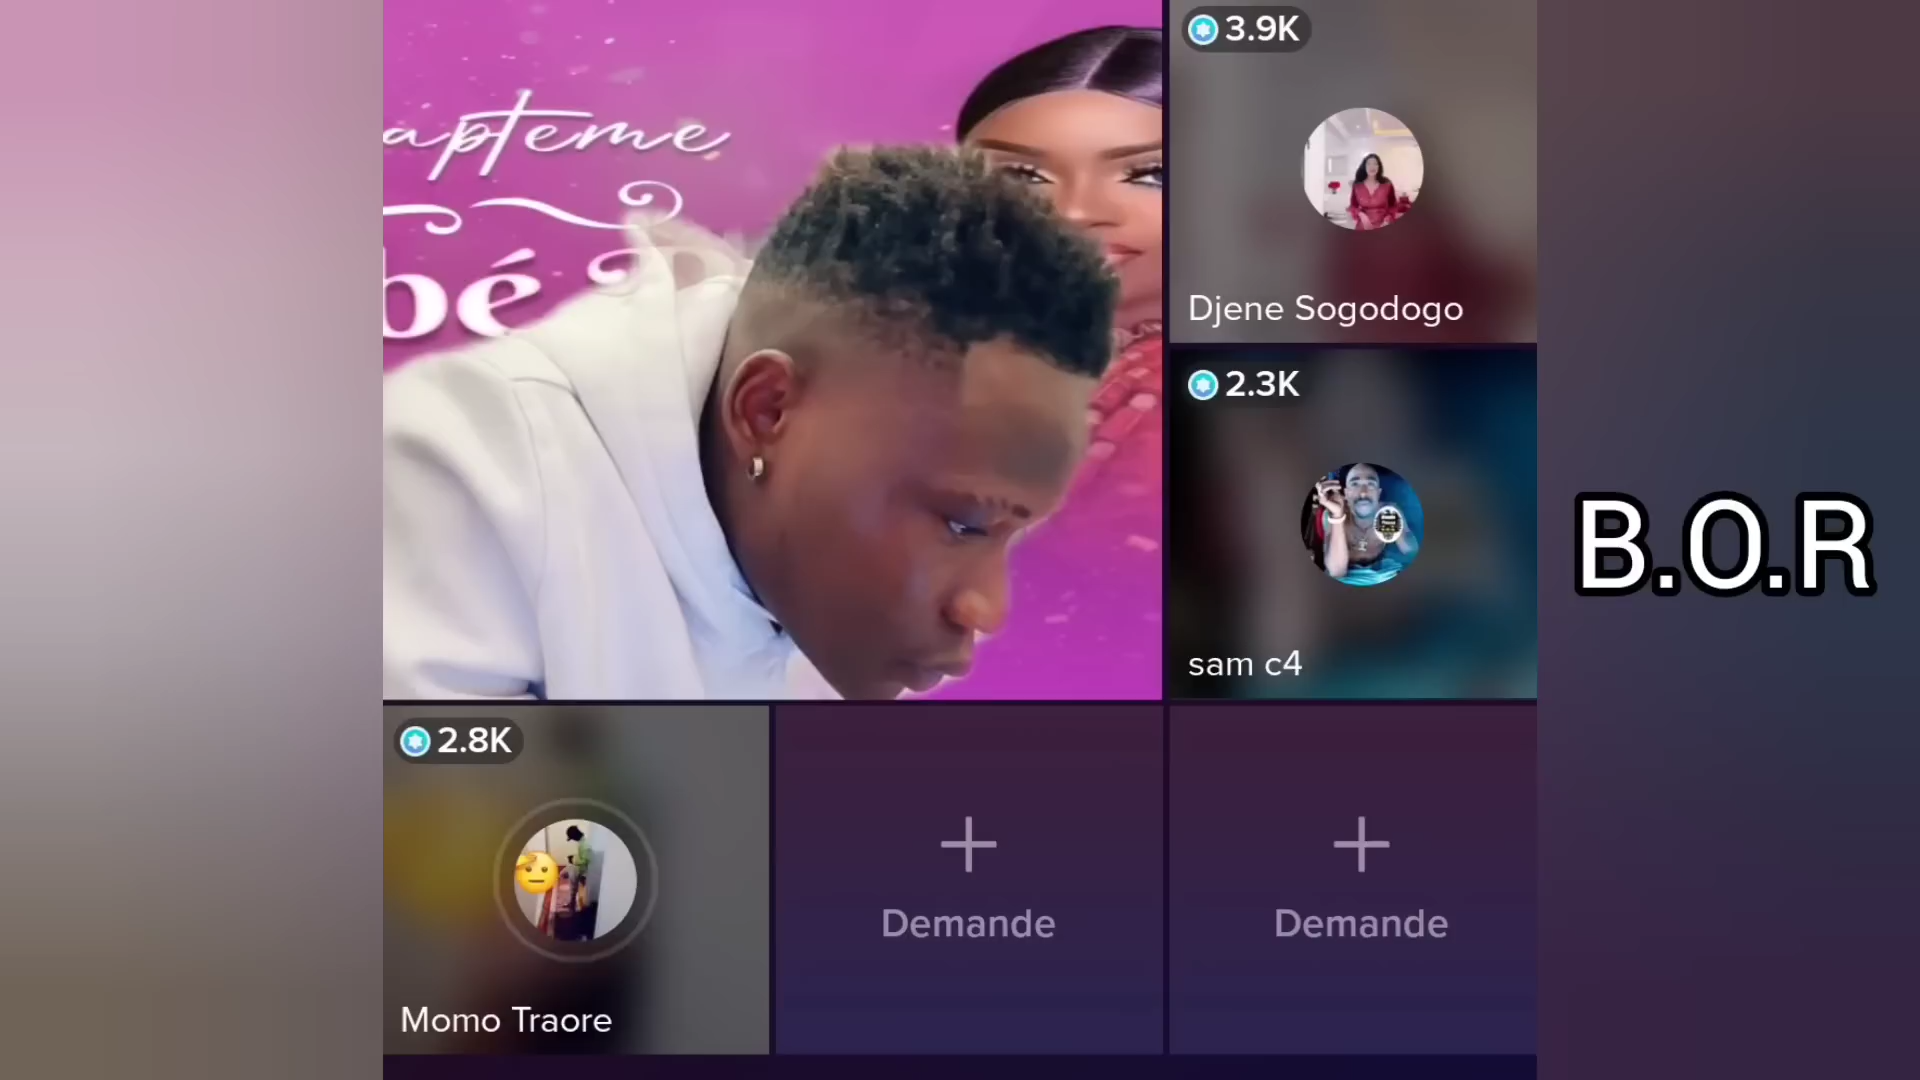 apteme
bé
3.9K
Djene Sogodogo
2.3K
sam c4
B.O.R
2.8K
Momo Traore
Demande
Demande